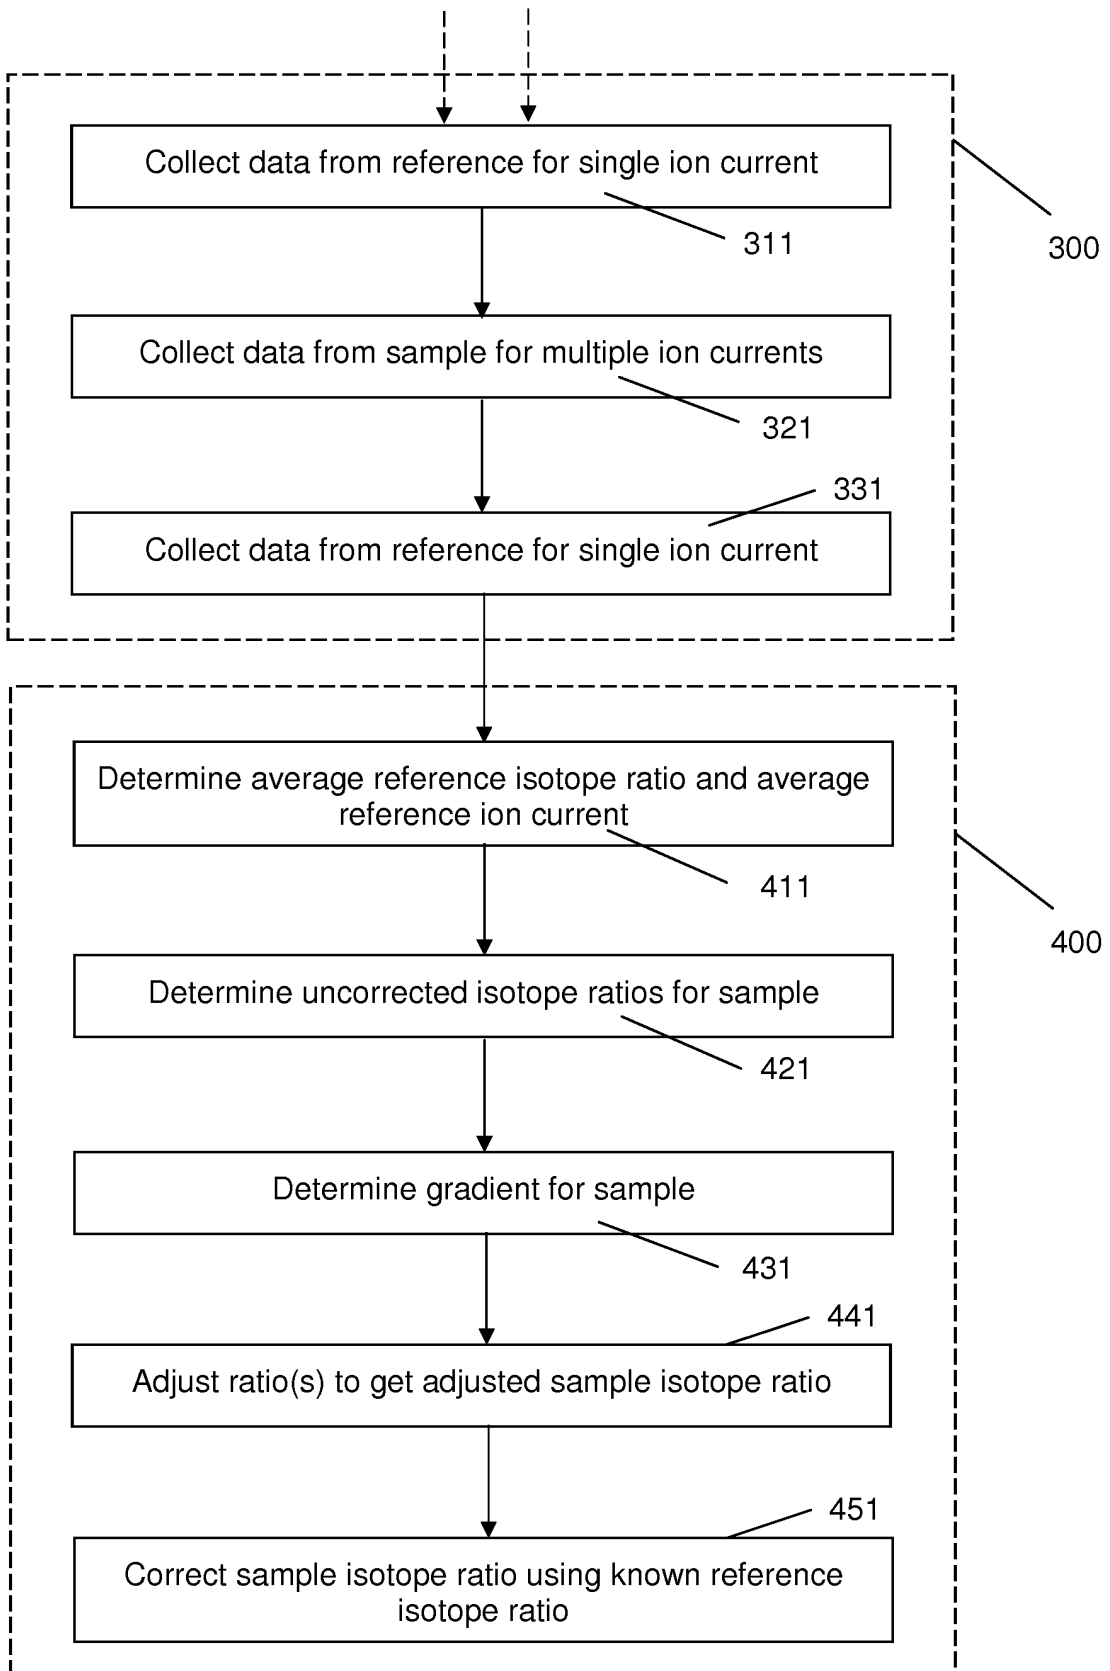 Collect data from reference for single ion current
311
300
Collect data from sample for multiple ion currents
321
331
Collect data from reference for single ion current
Determine average reference isotope ratio and average
reference ion current
411
400
Determine uncorrected isotope ratios for sample
421
Determine gradient for sample
431
441
Adjust ratio(s) to get adjusted sample isotope ratio
451
Correct sample isotope ratio using known reference
isotope ratio